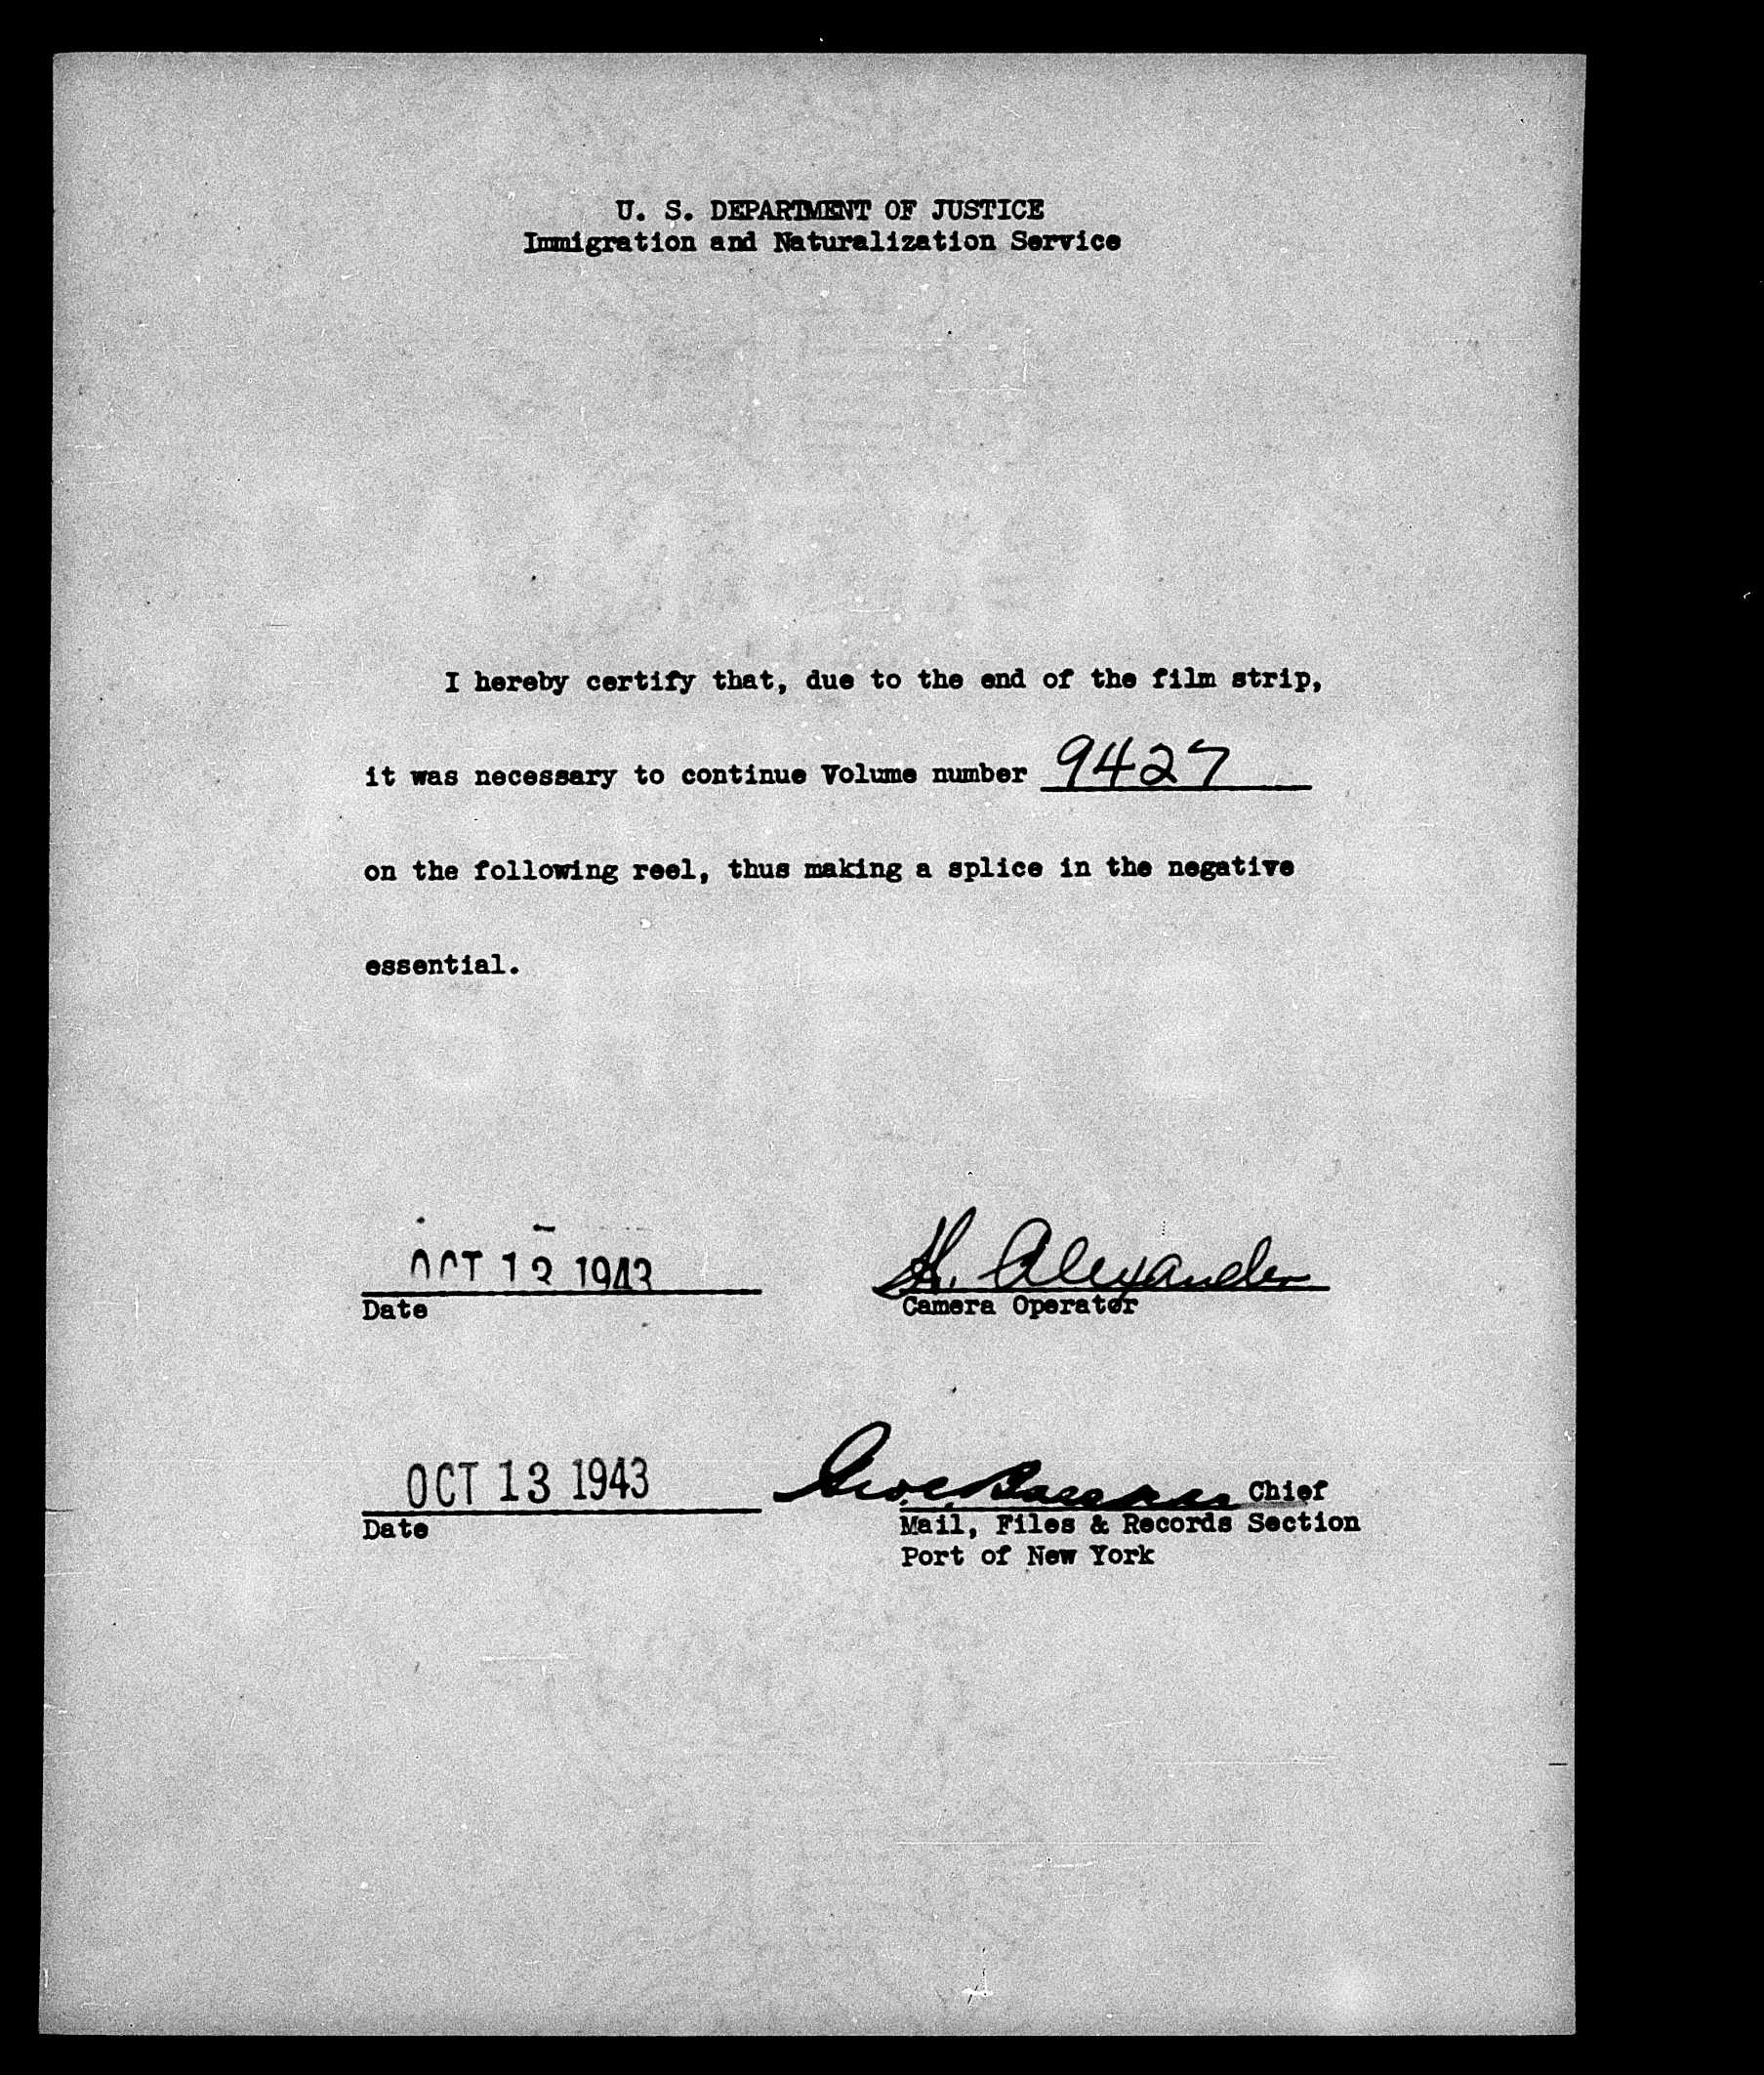 U. S. DEPARTMENT OF JUSTICE
Immigration and Naturalization Service
I hereby certify that, due to the end of the film strip,
it was necessary to continue Volume number 9427
on the following reel, thus making a splice in the negative
essential.
OCT 13 1943
Date
H. Alexander
Camera Operator
OCT 13 1943
Date
Chief
Mail, Files & Records Section
Port of New York